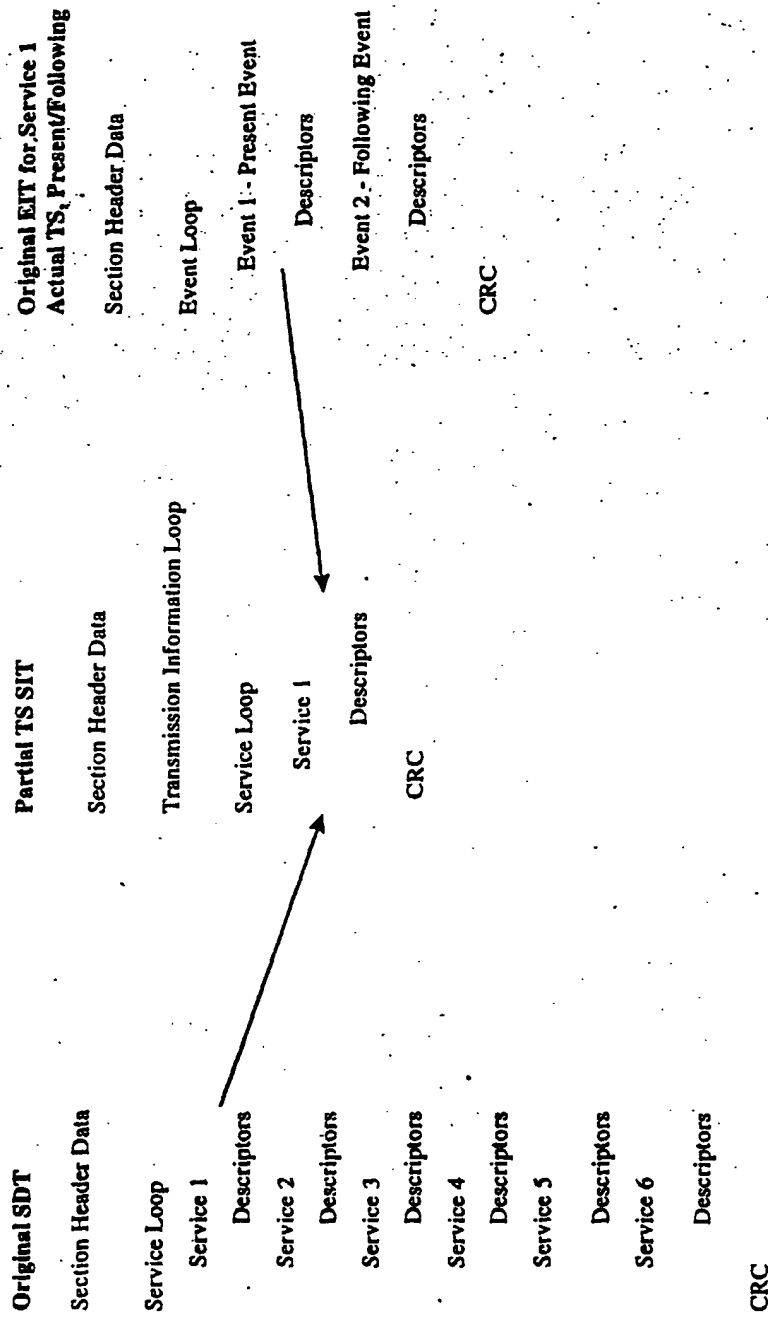 Original SDT
Section Header Data
Service Loop
Service 1
Descriptors
Service 2
Descriptors
Service 3
Descriptors
Service 4
Descriptors
Service 5
Descriptors
Service 6
Descriptors
CRC
Partial TS SIT
Section Header Data
Transmission Information Loop
Service Loop
Service 1
Descriptors
CRC
Original EIT for Service 1
Actual TS, Present/Following
Section Header Data
Event Loop
Event 1 - Present Event
Descriptors
Event 2 - Following Event
Descriptors
CRC